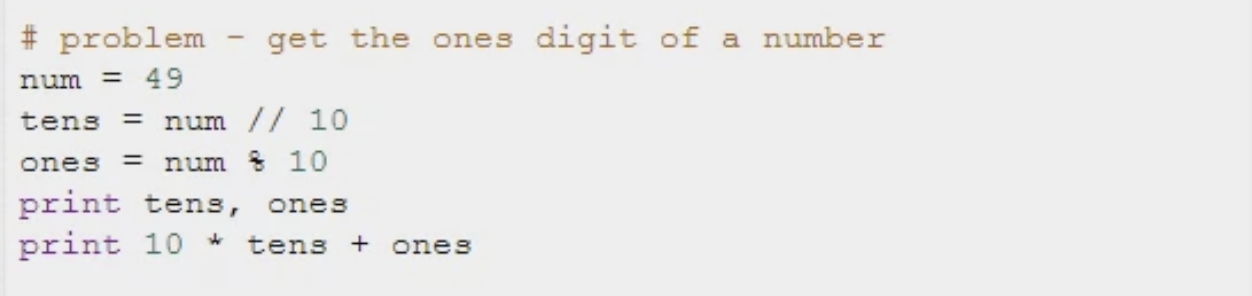 # problem - get the ones digit of a number
num = 49
tens = num // 10
ones = num % 10
print tens, ones
print 10 * tens + ones